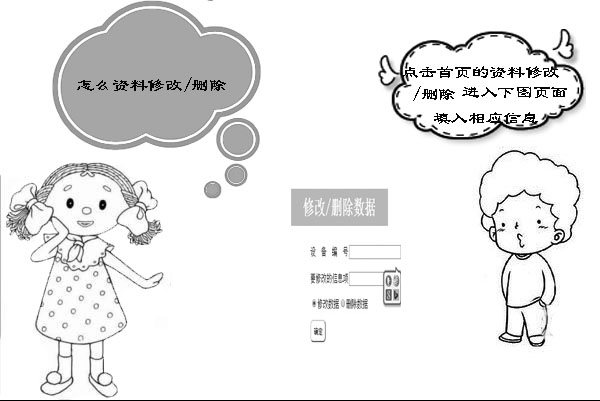 怎么资料修改/删除
点击首页的资料修改
/删除 进入下图页面
填入相应信息
修改/删除数据
设 备 编 号
要修改的信息项
修改数据 删除数据
确定